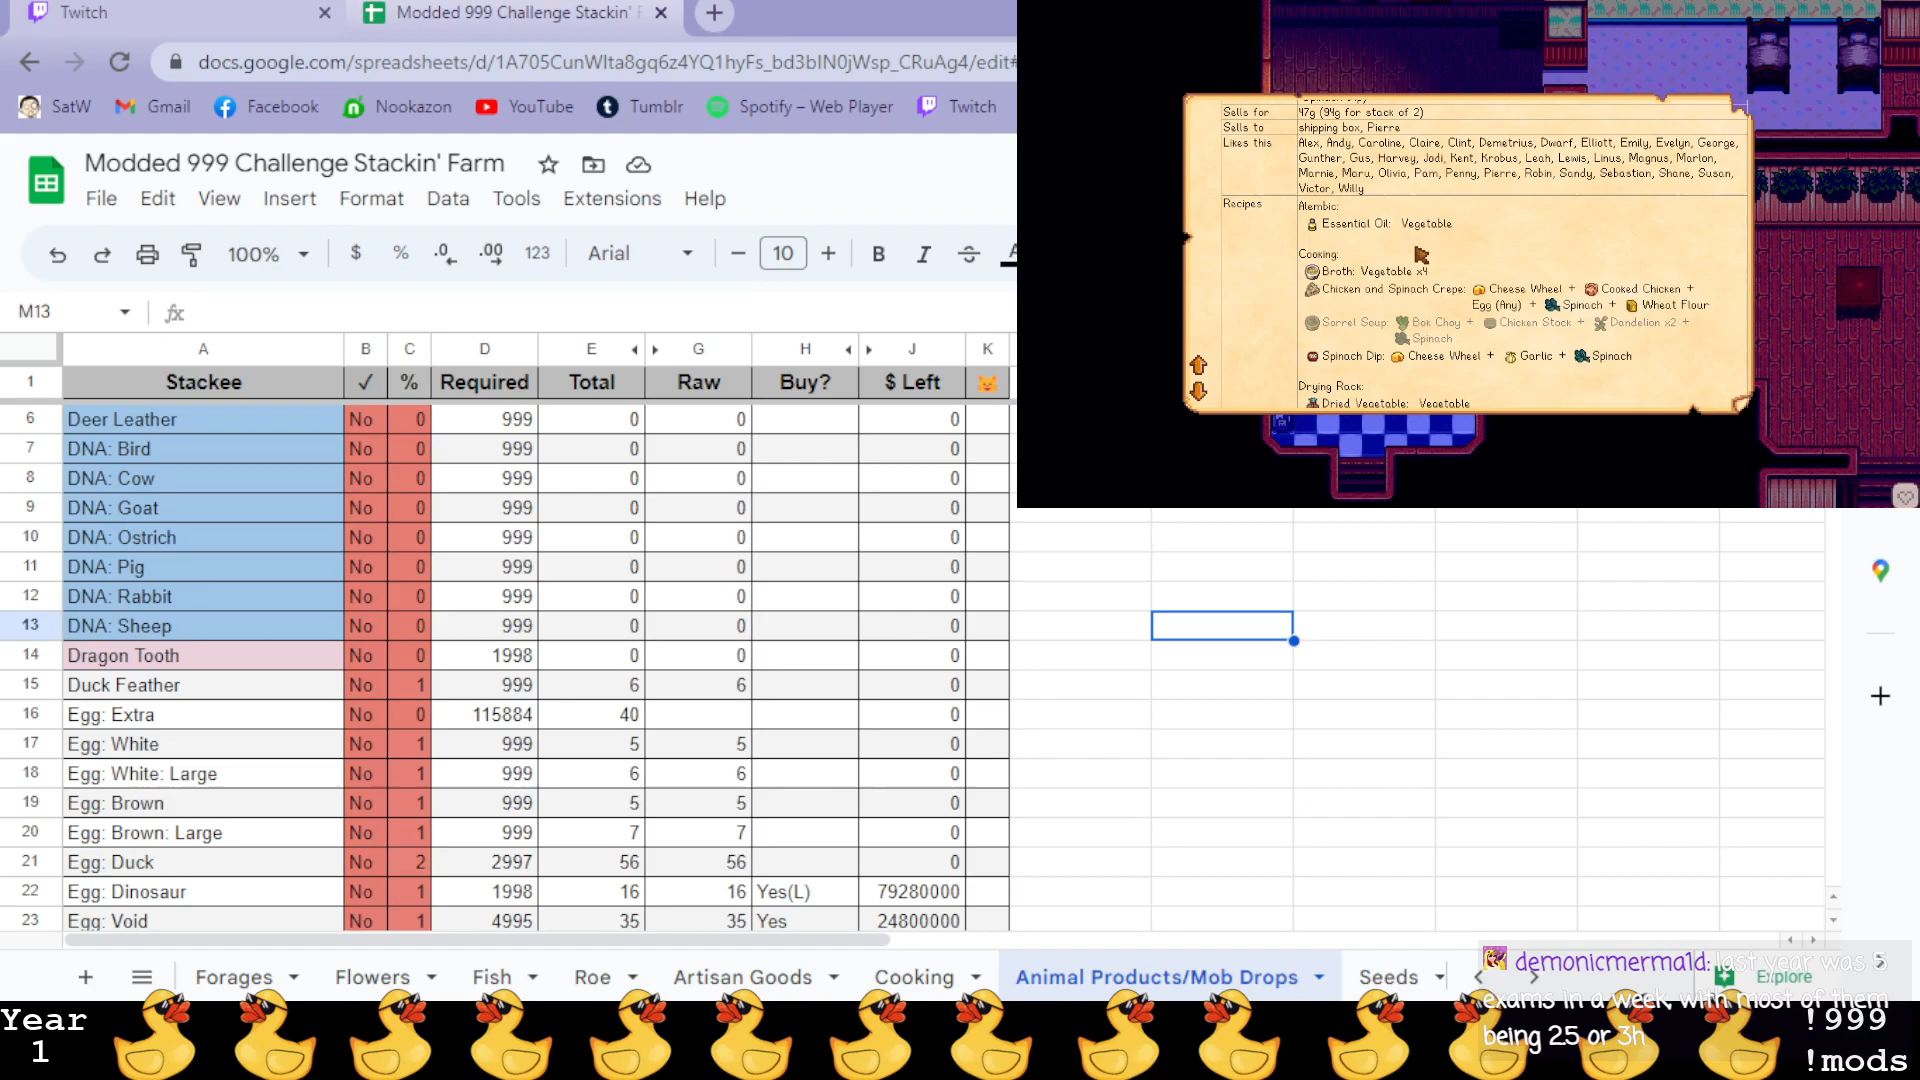 Twitch
Modded 999 Challenge Stackin' F
docs.google.com/spreadsheets/d/1A705CunWIta8gq6z4YQ1hyFs_bd3bIN0jWsp_CRuAg4/edit#
SatW
Gmail
Facebook
Nookazon
YouTube
Tumblr
Spotify – Web Player
Twitch
Modded 999 Challenge Stackin' Farm
File Edit View Insert Format Data Tools Extensions Help
100% $ % .0 .00 123 Arial 10 B I S A
M13 fx
A B C D E G H J K
1 Stackee ✓ % Required Total Raw Buy? $ Left
6 Deer Leather No 0 999 0 0 0
7 DNA: Bird No 0 999 0 0 0
8 DNA: Cow No 0 999 0 0 0
9 DNA: Goat No 0 999 0 0 0
10 DNA: Ostrich No 0 999 0 0 0
11 DNA: Pig No 0 999 0 0 0
12 DNA: Rabbit No 0 999 0 0 0
13 DNA: Sheep No 0 999 0 0 0
14 Dragon Tooth No 0 1998 0 0 0
15 Duck Feather No 1 999 6 6 0
16 Egg: Extra No 0 115884 40 0
17 Egg: White No 1 999 5 5 0
18 Egg: White: Large No 1 999 6 6 0
19 Egg: Brown No 1 999 5 5 0
20 Egg: Brown: Large No 1 999 7 7 0
21 Egg: Duck No 2 2997 56 56 0
22 Egg: Dinosaur No 1 1998 16 16 Yes(L) 79280000
23 Egg: Void No 1 4995 35 35 Yes 24800000
Forages Flowers Fish Roe Artisan Goods Cooking Animal Products/Mob Drops Seeds Explore
Sells for 47g (94g for stack of 2)
Sells to shipping box, Pierre
Likes this Alex, Andy, Caroline, Claire, Clint, Demetrius, Dwarf, Elliott, Emily, Evelyn, George,
Gunther, Gus, Harvey, Jodi, Kent, Krobus, Leah, Lewis, Linus, Magnus, Marlon,
Marnie, Maru, Olivia, Pam, Penny, Pierre, Robin, Sandy, Sebastian, Shane, Susan,
Victor, Willy
Recipes Alembic:
Essential Oil: Vegetable
Cooking:
Broth: Vegetable x4
Chicken and Spinach Crepe: Cheese Wheel + Cooked Chicken +
Egg (Any) + Spinach + Wheat Flour
Sorrel Soup: Bok Choy + Chicken Stock + Dandelion x2 +
Spinach
Spinach Dip: Cheese Wheel + Garlic + Spinach
Drying Rack:
Dried Vegetable: Vegetable
demonicmerma1d: last year was 5
exams in a week, with most of them
being 2.5 or 3h
Year
1
!999
!mods